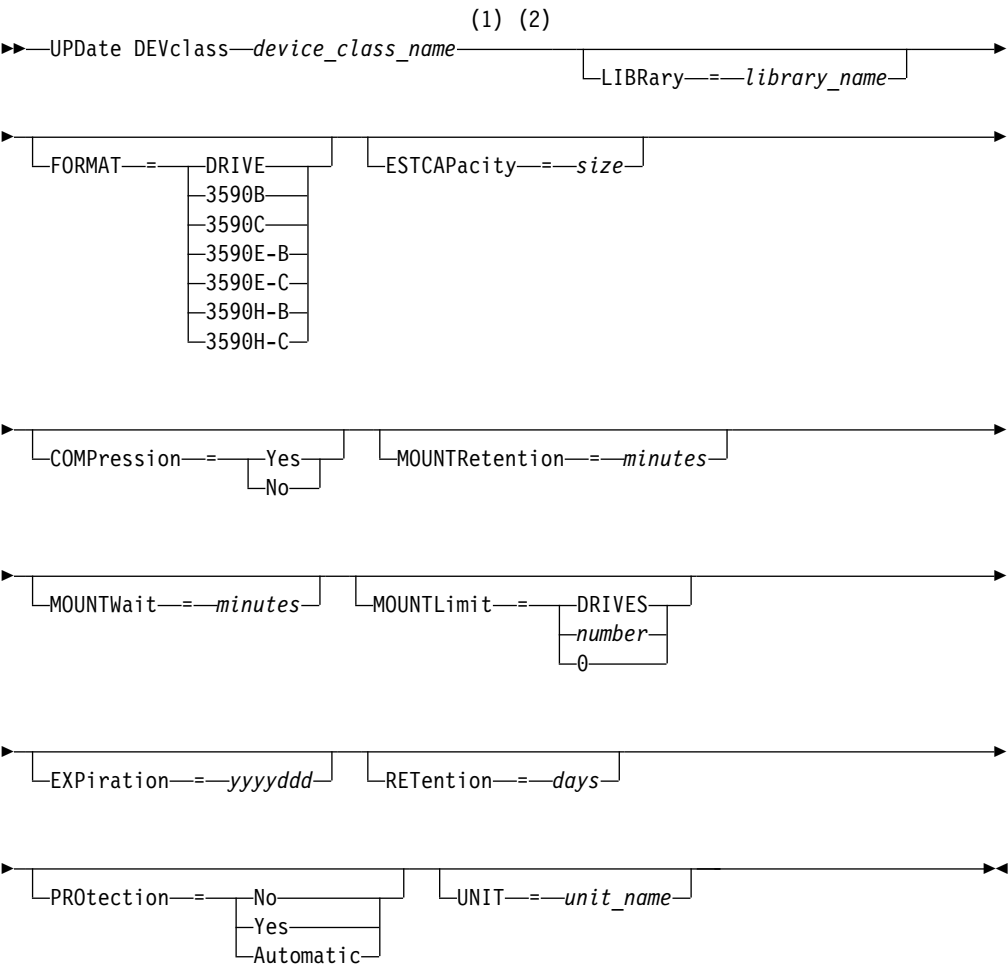 (1) (2)
UPDate DEVclass device_class_name
LIBRary = library_name
FORMAT = DRIVE
3590B
3590C
3590E-B
3590E-C
3590H-B
3590H-C
ESTCAPacity = size
COMPression = Yes
No
MOUNTRetention = minutes
MOUNTWait = minutes
MOUNTLimit = DRIVES
number
0
EXPiration = yyyyddd
RETention = days
PROtection = No
Yes
Automatic
UNIT = unit_name